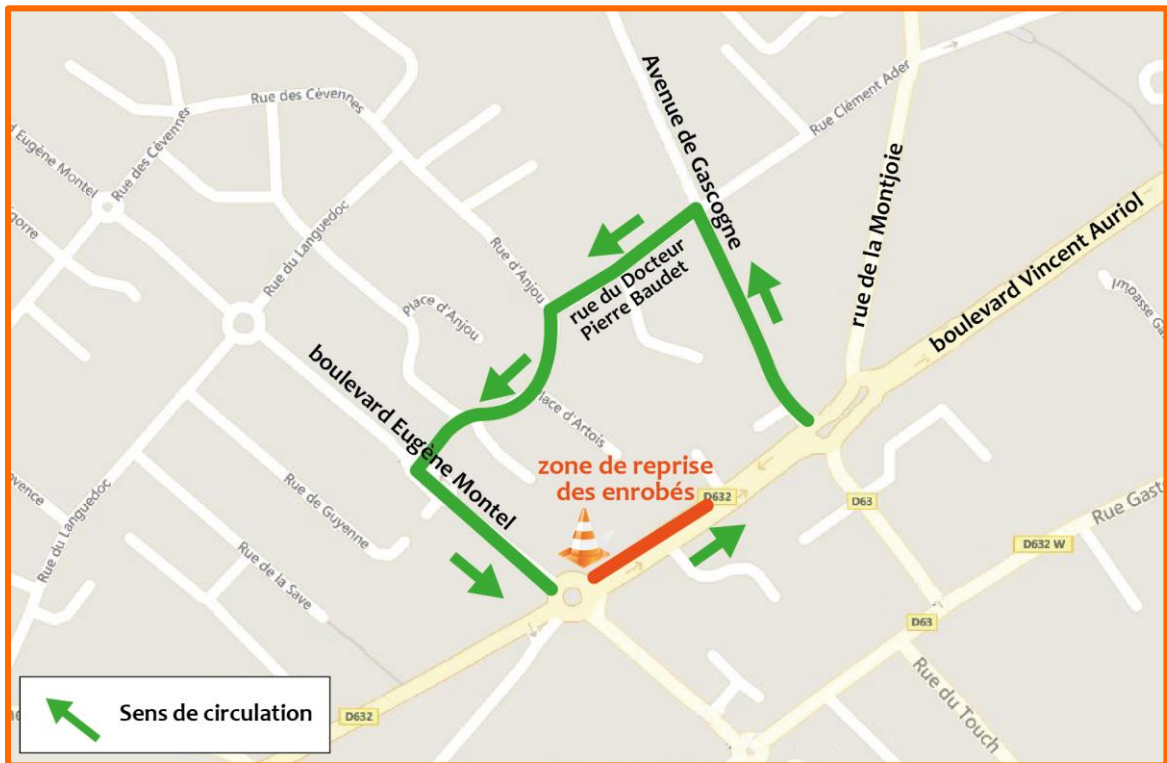 Rue des Cévennes
Avenue de Gascogne
Rue Clément Ader
d Eugène Montel
Rue des Cévennes
rue de la Montjoie
boulevard Vincent Auriol
Rue du Languedoc
Rue d'Anjou
rue du Docteur
Pierre Baudet
Place d'Anjou
boulevard Eugène Montel
Place d'Artois
zone de reprise
des enrobés
D632
D63
Rue Gast
D632 W
Rue de Guyenne
Rue du Languedoc
Rue de la Save
D63
Rue du Touch
Sens de circulation
D632